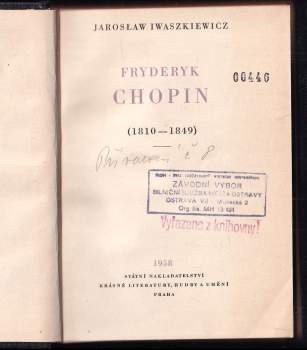 JAROSŁAW IWASZKIEWICZ
FRYDERYK
CHOPIN
00446
(1810—1849)
č 8
ZÁVODNÍ VÝBOR
OSTRAVA
Vyřazeno z knihovny!
1958
STÁTNÍ NAKLADATELSTVÍ
KRÁSNÉ LITERATURY, HUDBY A UMĚNÍ
PRAHA